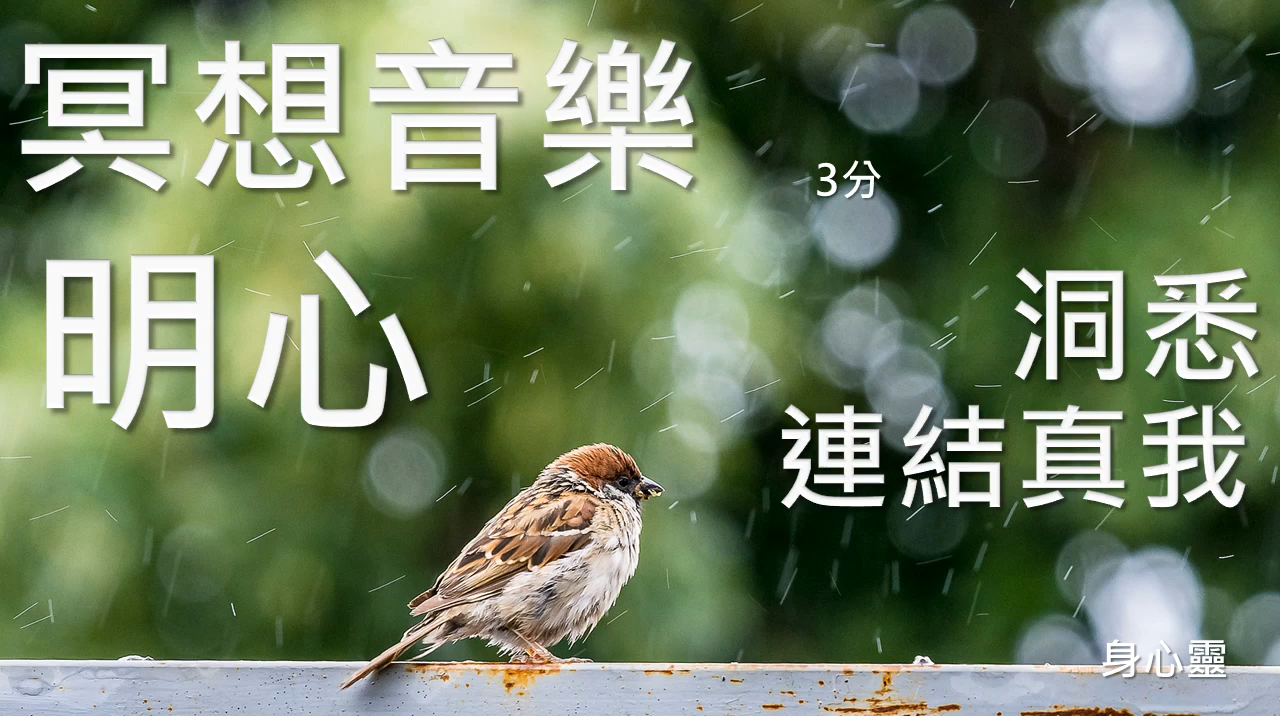 冥想音樂
3分
明心
洞悉
連結真我
身心靈